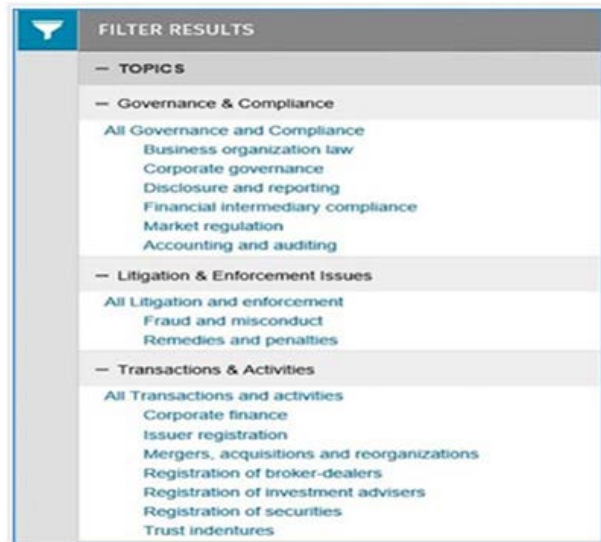 FILTER RESULTS
– TOPICS
– Governance & Compliance
All Governance and Compliance
Business organization law
Corporate governance
Disclosure and reporting
Financial intermediary compliance
Market regulation
Accounting and auditing
– Litigation & Enforcement Issues
All Litigation and enforcement
Fraud and misconduct
Remedies and penalties
– Transactions & Activities
All Transactions and activities
Corporate finance
Issuer registration
Mergers, acquisitions and reorganizations
Registration of broker-dealers
Registration of investment advisers
Registration of securities
Trust indentures